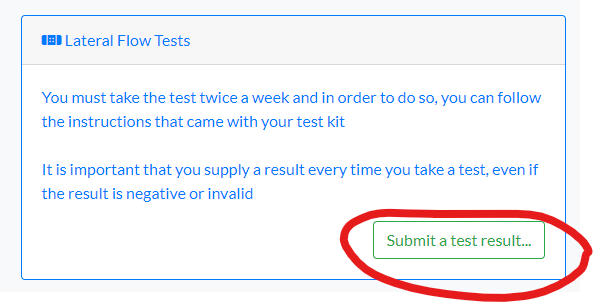 Lateral Flow Tests
You must take the test twice a week and in order to do so, you can follow
the instructions that came with your test kit
It is important that you supply a result every time you take a test, even if
the result is negative or invalid
Submit a test result...